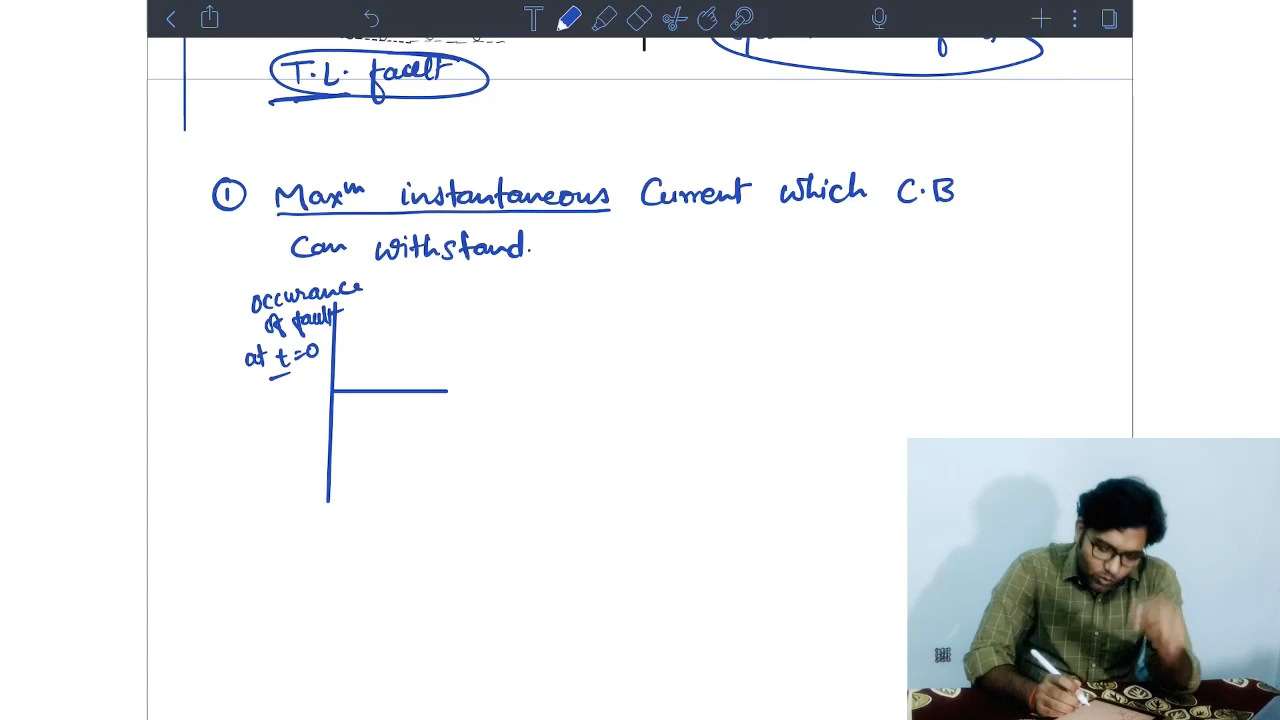 T.L. fault
① Maxᵐ instantaneous Current which C.B
Can withstand.
occurance
of fault
at t=0